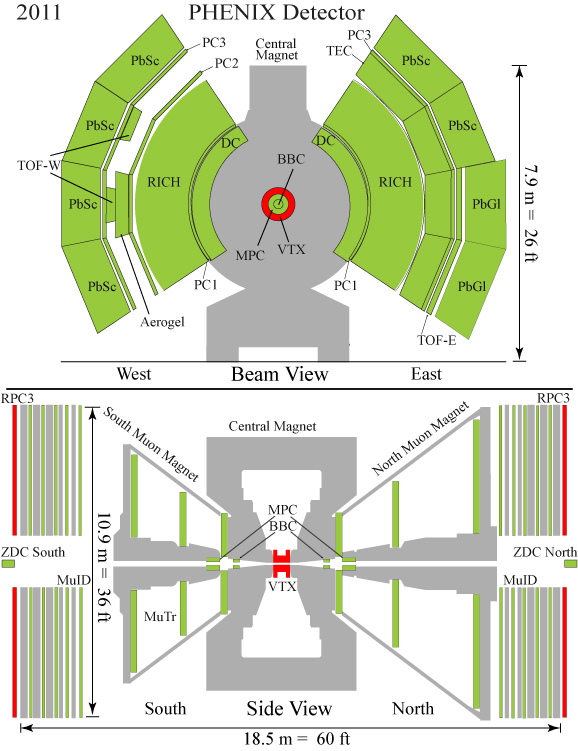 2011
PHENIX Detector
Central
Magnet
PC3
PC2
PC3
TEC
PbSc
PbSc
PbSc
PbSc
TOF-W
DC
DC
BBC
RICH
RICH
PbSc
PbGl
MPC
VTX
PbSc
PbGl
PC1
PC1
Aerogel
TOF-E
7.9 m = 26 ft
West
Beam View
East
RPC3
RPC3
South Muon Magnet
Central Magnet
North Muon Magnet
MPC
BBC
10.9 m = 36 ft
ZDC South
ZDC North
MuID
MuID
VTX
MuTr
South
Side View
North
18.5 m = 60 ft